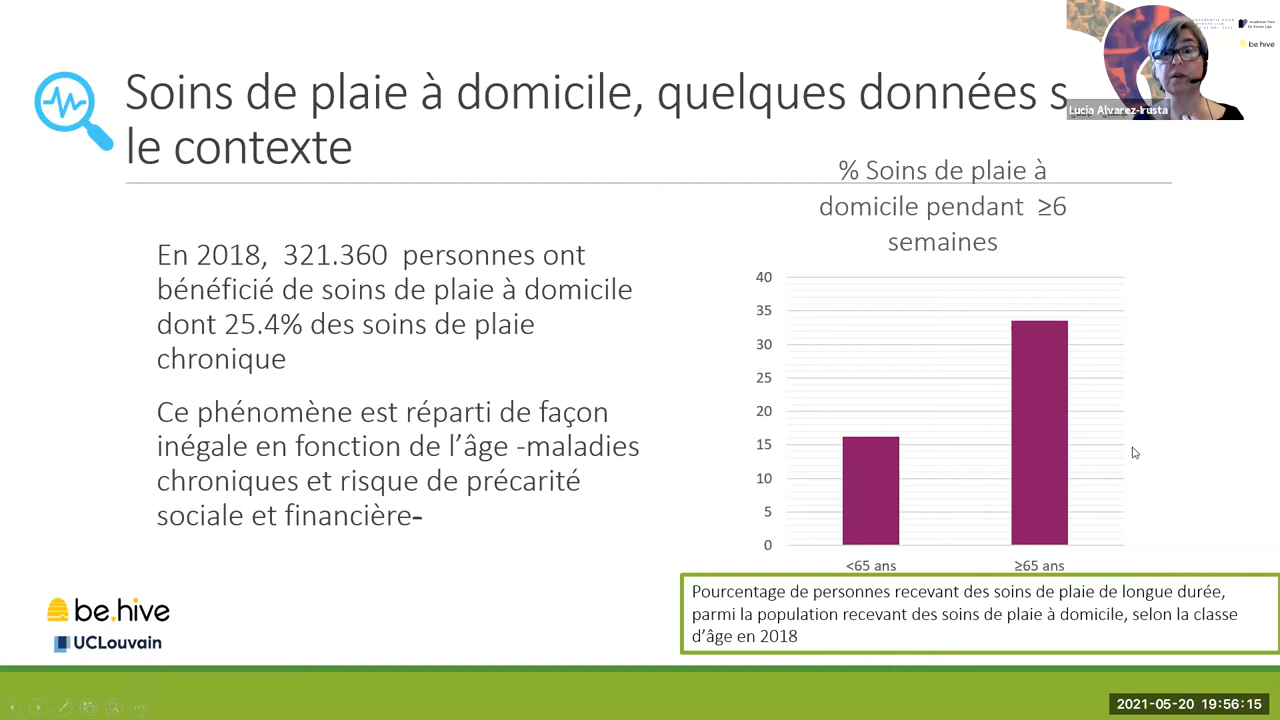 Soins de plaie à domicile, quelques données s
le contexte
Lucia Alvarez-Irusta
be hive
% Soins de plaie à
domicile pendant ≥6
semaines
En 2018, 321.360 personnes ont
bénéficié de soins de plaie à domicile
dont 25.4% des soins de plaie
chronique
Ce phénomène est réparti de façon
inégale en fonction de l'âge -maladies
chroniques et risque de précarité
sociale et financière-
40
35
30
25
20
15
10
5
0
<65 ans
≥65 ans
Pourcentage de personnes recevant des soins de plaie de longue durée,
parmi la population recevant des soins de plaie à domicile, selon la classe
d'âge en 2018
be.hive
UCLouvain
2021-05-20 19:56:15